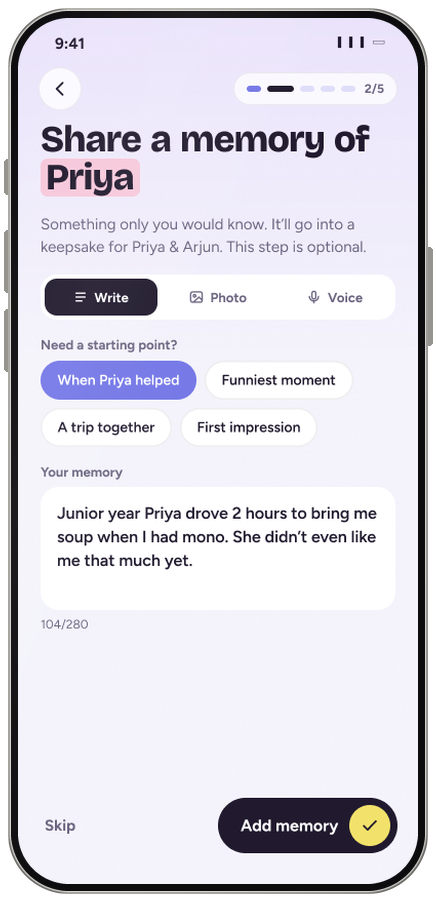 9:41
2/5
Share a memory of
Priya
Something only you would know. It’ll go into a
keepsake for Priya & Arjun. This step is optional.
Write
Photo
Voice
Need a starting point?
When Priya helped
Funniest moment
A trip together
First impression
Your memory
Junior year Priya drove 2 hours to bring me
soup when I had mono. She didn’t even like
me that much yet.
104/280
Skip
Add memory